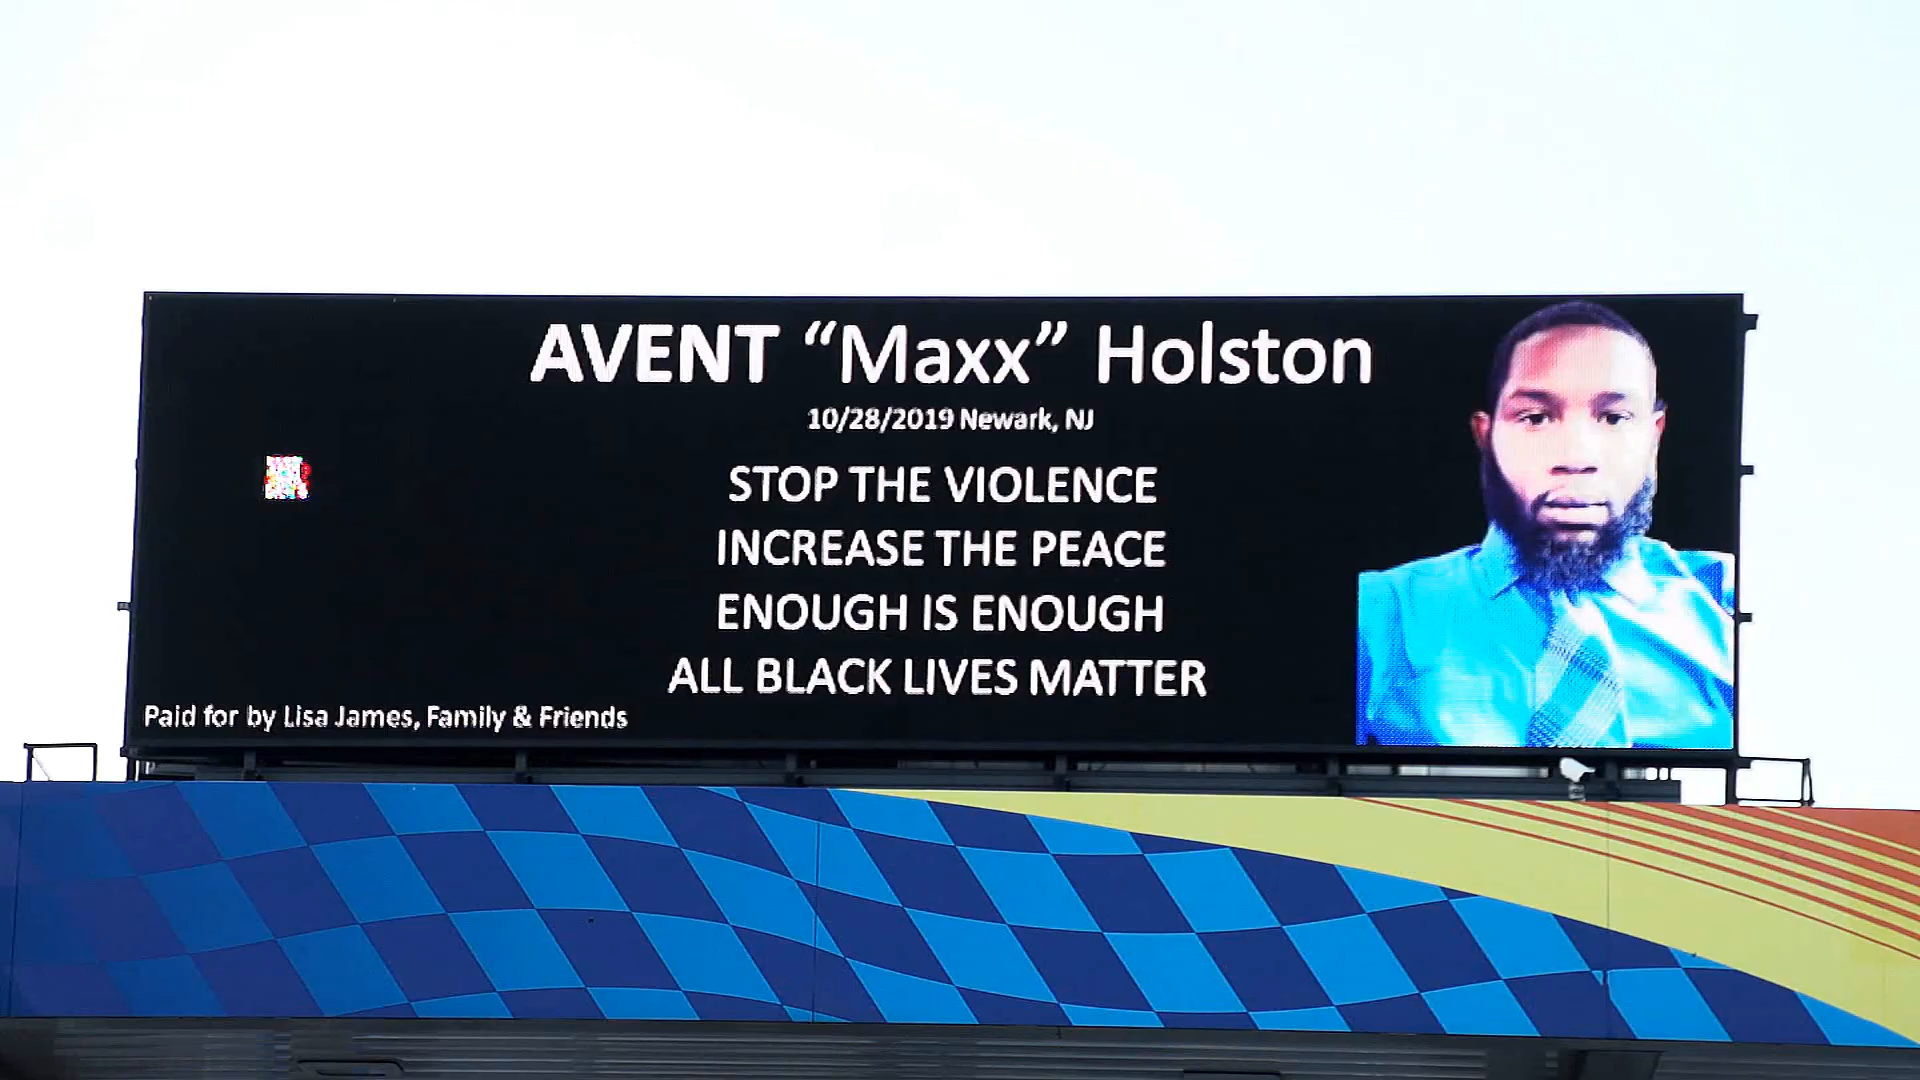 AVENT “Maxx” Holston
10/28/2019 Newark, NJ
STOP THE VIOLENCE
INCREASE THE PEACE
ENOUGH IS ENOUGH
ALL BLACK LIVES MATTER
Paid for by Lisa James, Family & Friends